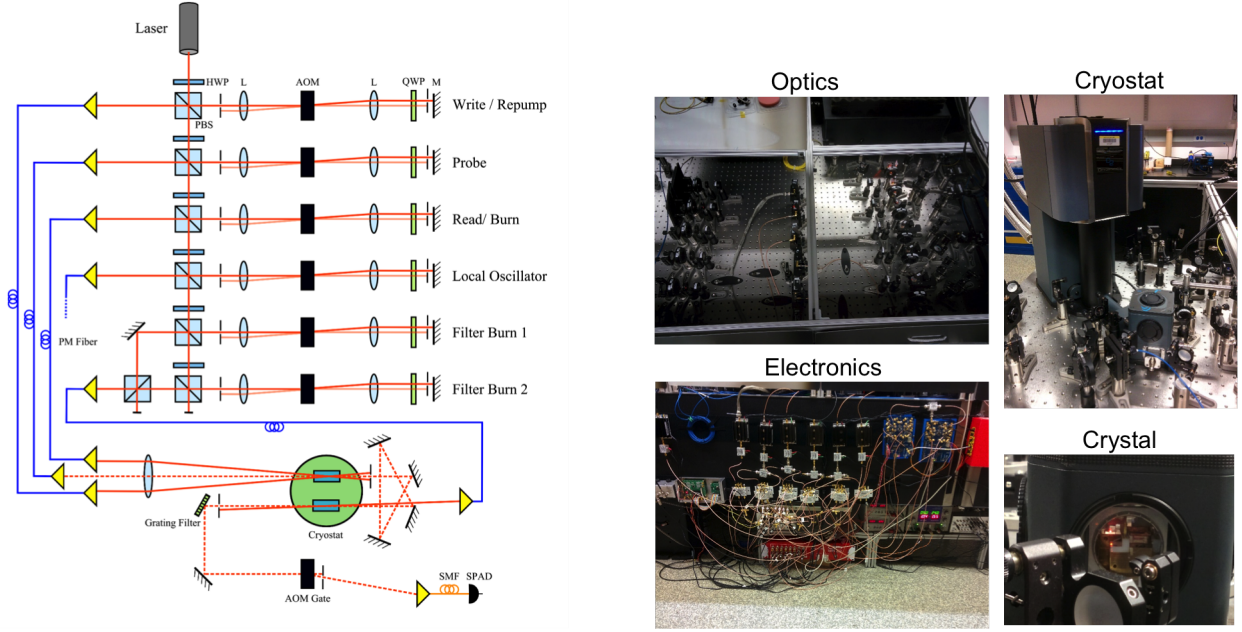 Laser
HWP
L
AOM
L
QWP
M
Write / Repump
PBS
Probe
Read/ Burn
Local Oscillator
PM Fiber
Filter Burn 1
Filter Burn 2
Grating Filter
Cryostat
AOM Gate
SMF
SPAD
Optics
Cryostat
Electronics
Crystal